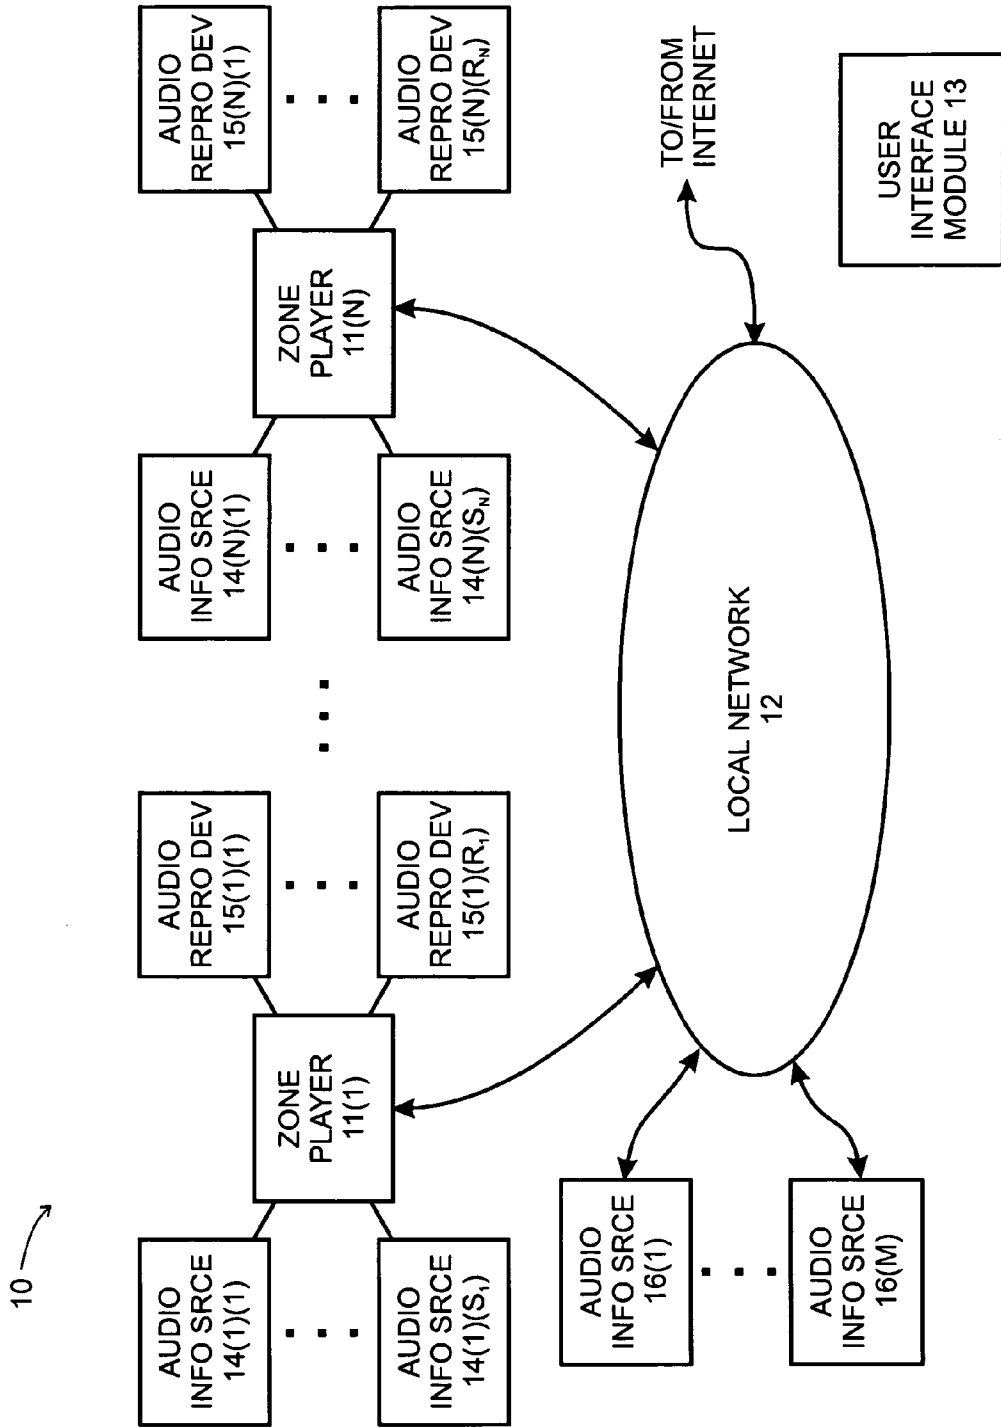 10
AUDIO
INFO SRCE
14(1)(1)
AUDIO
INFO SRCE
14(1)(S₁)
ZONE
PLAYER
11(1)
AUDIO
REPRO DEV
15(1)(1)
AUDIO
REPRO DEV
15(1)(R₁)
AUDIO
INFO SRCE
14(N)(1)
AUDIO
INFO SRCE
14(N)(S_N)
ZONE
PLAYER
11(N)
AUDIO
REPRO DEV
15(N)(1)
AUDIO
REPRO DEV
15(N)(R_N)
AUDIO
INFO SRCE
16(1)
AUDIO
INFO SRCE
16(M)
LOCAL NETWORK
12
TO/FROM
INTERNET
USER
INTERFACE
MODULE 13